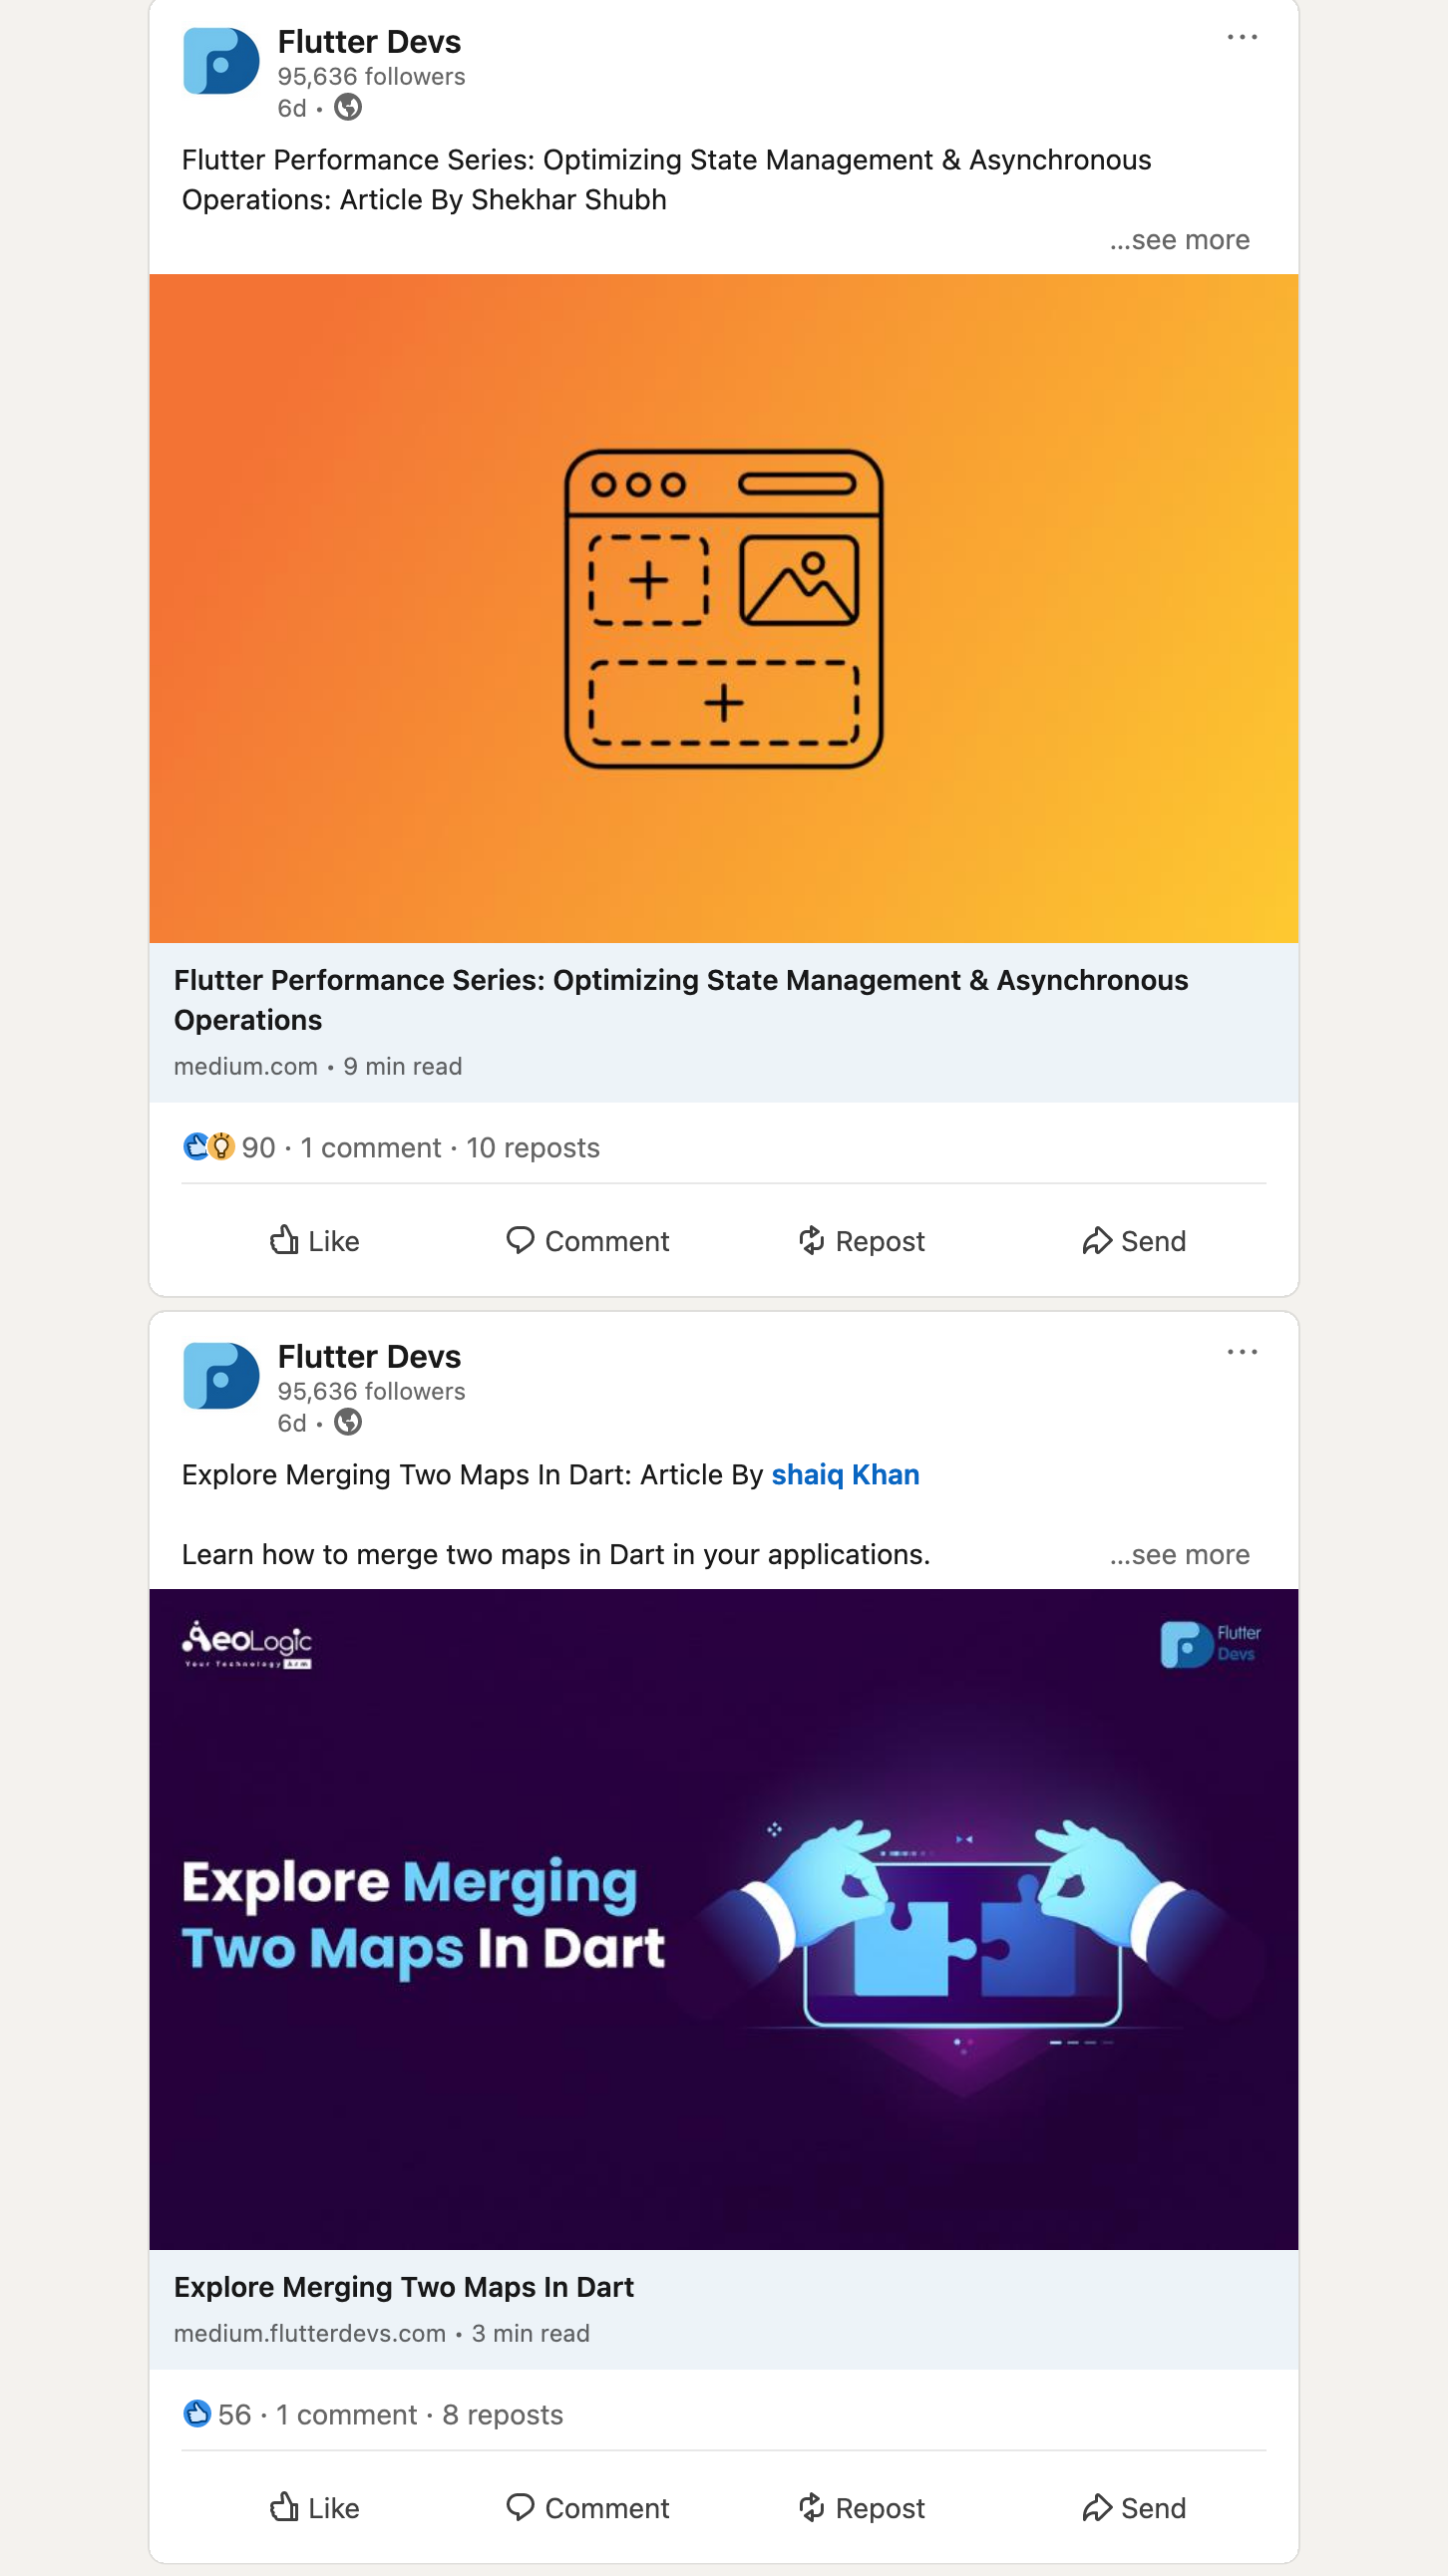 Flutter Devs
95,636 followers
6d •
Flutter Performance Series: Optimizing State Management & Asynchronous
Operations: Article By Shekhar Shubh
...see more
Flutter Performance Series: Optimizing State Management & Asynchronous
Operations
medium.com • 9 min read
90 · 1 comment · 10 reposts
Like Comment Repost Send
Flutter Devs
95,636 followers
6d •
Explore Merging Two Maps In Dart: Article By shaiq Khan
Learn how to merge two maps in Dart in your applications. ...see more
AeoLogic
Your Technology Arm
Flutter
Devs
Explore Merging
Two Maps In Dart
Explore Merging Two Maps In Dart
medium.flutterdevs.com • 3 min read
56 · 1 comment · 8 reposts
Like Comment Repost Send